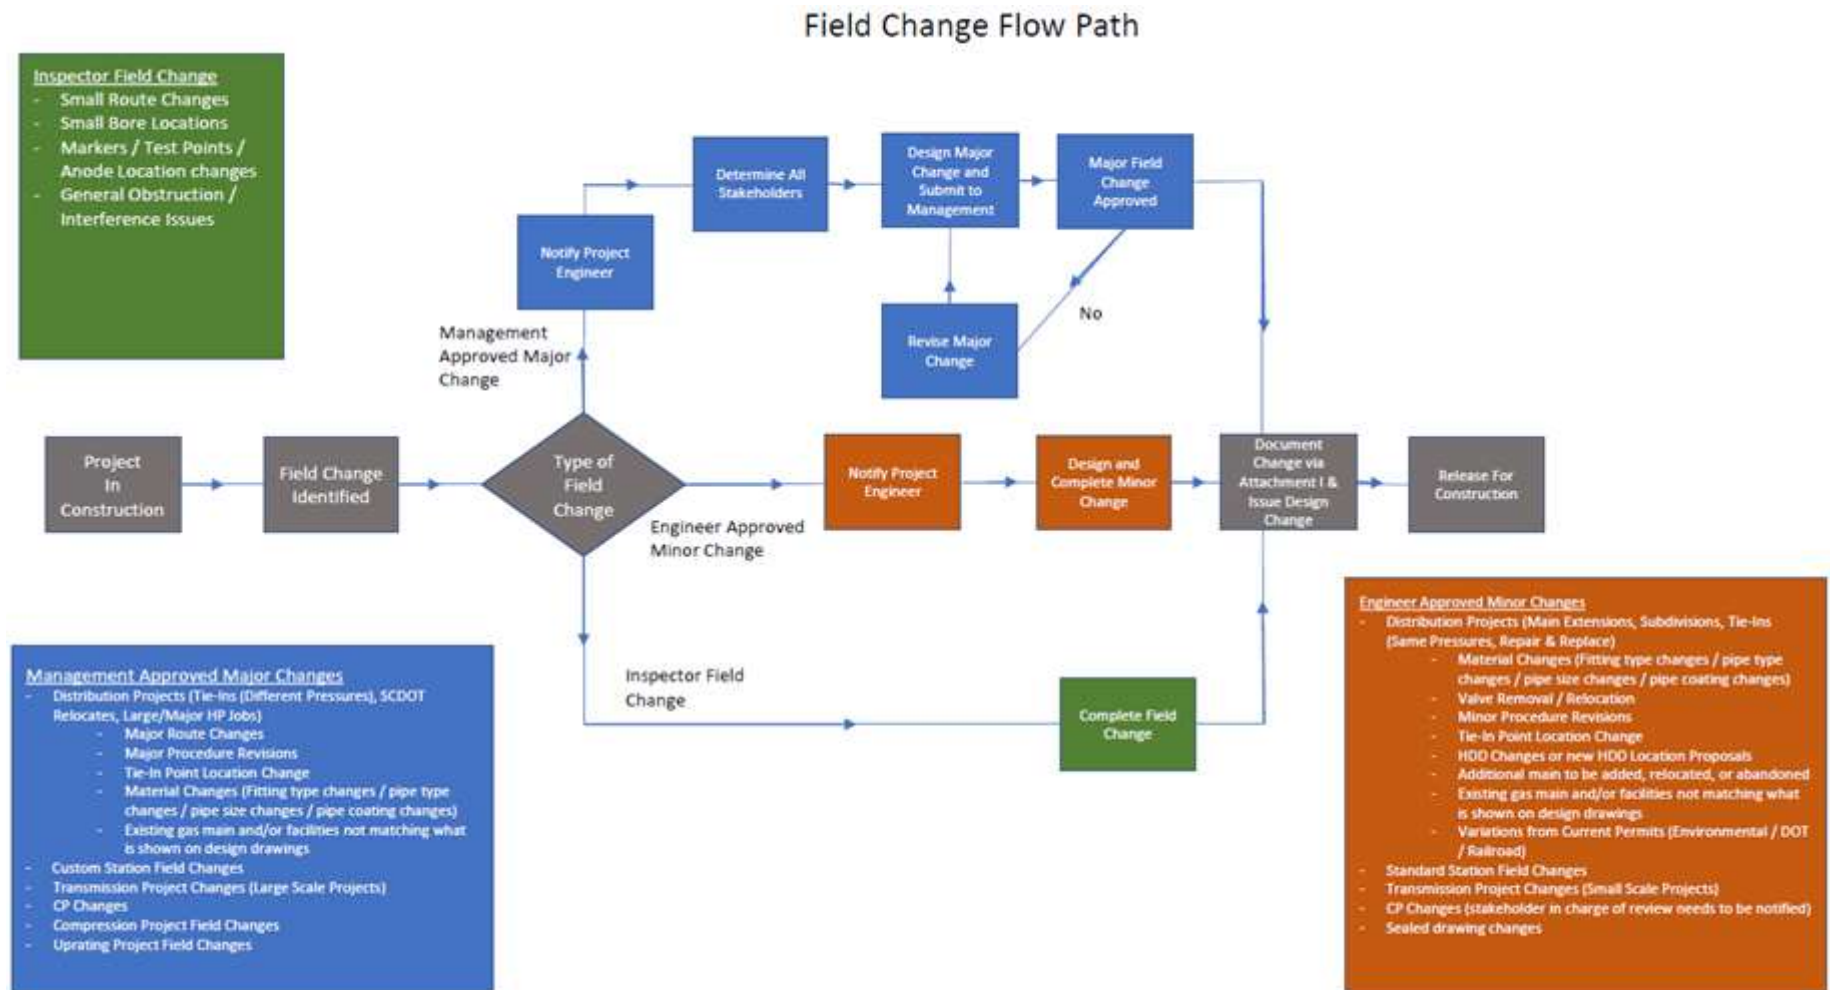 Field Change Flow Path
Inspector Field Change
- Small Route Changes
- Small Bore Locations
- Markers / Test Points /
Anode Location changes
- General Obstruction /
Interference Issues
Determine All
Stakeholders
Design Major
Change and
Submit to
Management
Major Field
Change
Approved
Notify Project
Engineer
No
Revise Major
Change
Management
Approved Major
Change
Project
In
Construction
Field Change
Identified
Type of
Field
Change
Notify Project
Engineer
Design and
Complete Minor
Change
Document
Change via
Attachment I &
Issue Design
Change
Release For
Construction
Engineer Approved
Minor Change
Inspector Field
Change
Complete Field
Change
Management Approved Major Changes
- Distribution Projects (Tie-Ins (Different Pressures), SCDOT
Relocates, Large/Major HP Jobs)
- Major Route Changes
- Major Procedure Revisions
- Tie-In Point Location Change
- Material Changes (Fitting type changes / pipe type
changes / pipe size changes / pipe coating changes)
- Existing gas main and/or facilities not matching what
is shown on design drawings
- Custom Station Field Changes
- Transmission Project Changes (Large Scale Projects)
- CP Changes
- Compression Project Field Changes
- Uprating Project Field Changes
Engineer Approved Minor Changes
- Distribution Projects (Main Extensions, Subdivisions, Tie-Ins
(Same Pressures, Repair & Replace)
- Material Changes (Fitting type changes / pipe type
changes / pipe size changes / pipe coating changes)
- Valve Removal / Relocation
- Minor Procedure Revisions
- Tie-In Point Location Change
- HDD Changes or new HDD Location Proposals
- Additional main to be added, relocated, or abandoned
- Existing gas main and/or facilities not matching what
is shown on design drawings
- Variations from Current Permits (Environmental / DOT
/ Railroad)
- Standard Station Field Changes
- Transmission Project Changes (Small Scale Projects)
- CP Changes (stakeholder in charge of review needs to be notified)
- Sealed drawing changes